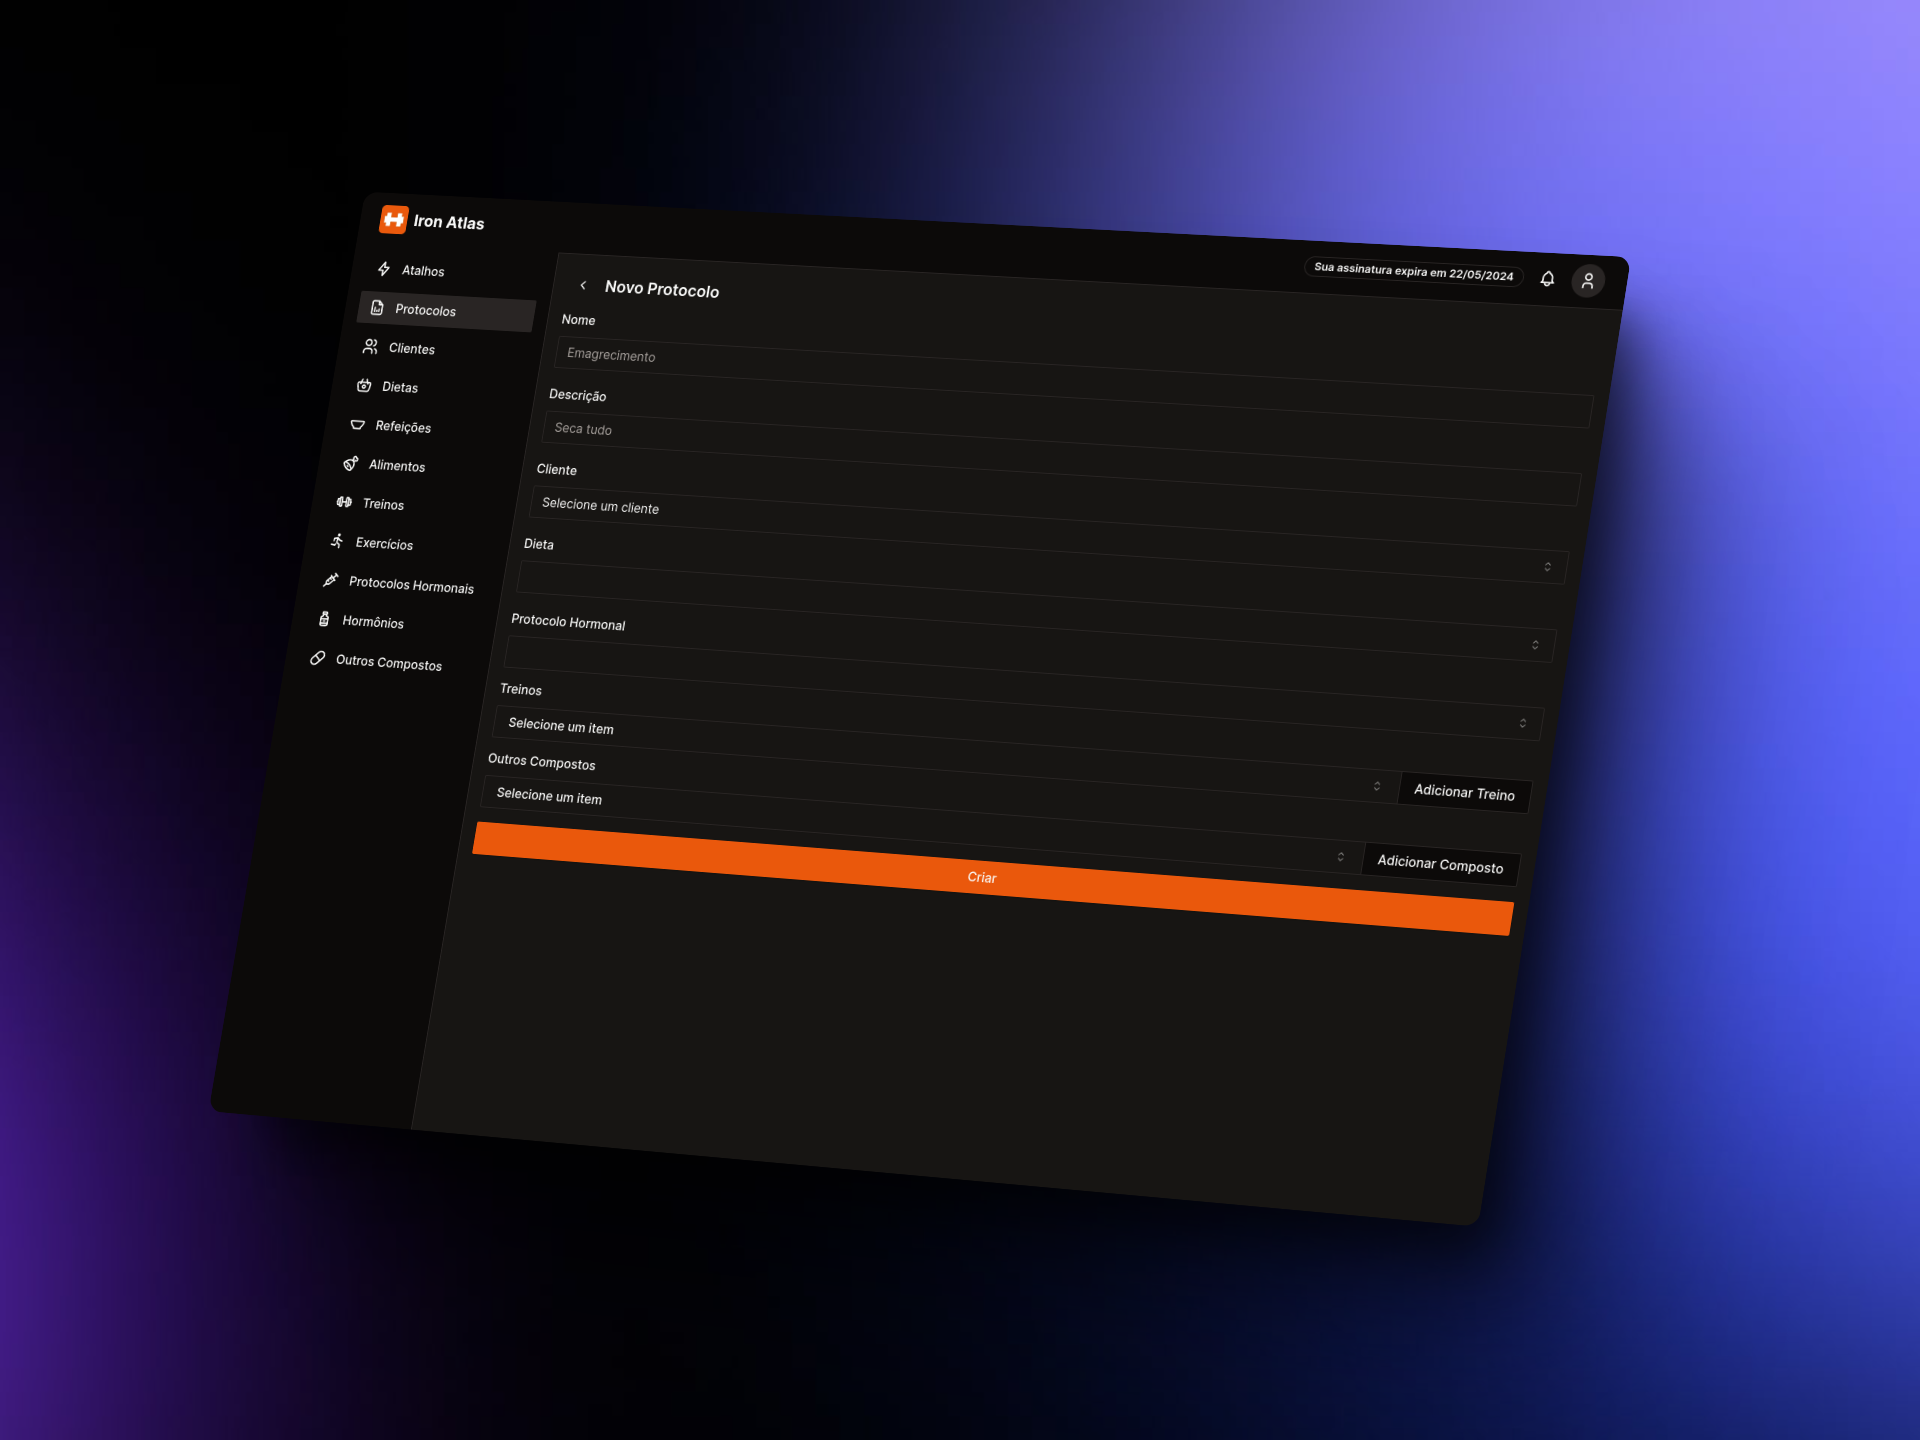 Iron Atlas
Sua assinatura expira em 22/05/2024
Atalhos
Protocolos
Clientes
Dietas
Refeições
Alimentos
Treinos
Exercícios
Protocolos Hormonais
Hormônios
Outros Compostos
Novo Protocolo
Nome
Emagrecimento
Descrição
Seca tudo
Cliente
Selecione um cliente
Dieta
Protocolo Hormonal
Treinos
Selecione um item
Adicionar Treino
Outros Compostos
Selecione um item
Adicionar Composto
Criar